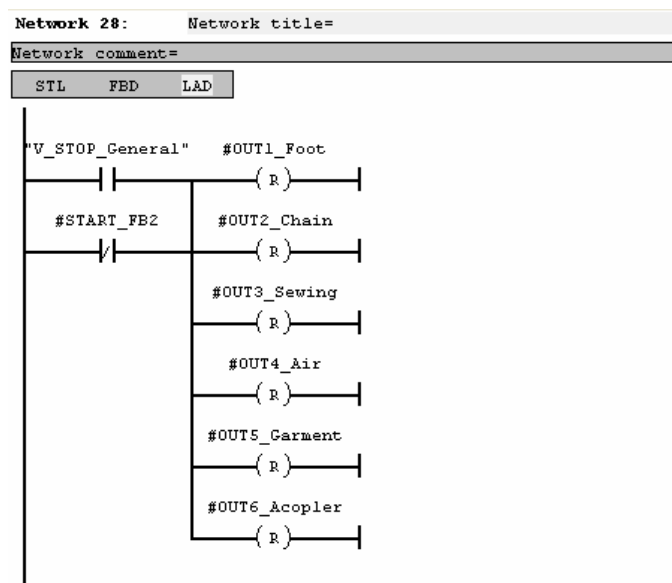 Network 28: Network title=
Network comment=
STL FBD LAD
"V_STOP_General" #OUT1_Foot
R
#START_FB2 #OUT2_Chain
R
#OUT3_Sewing
R
#OUT4_Air
R
#OUT5_Garment
R
#OUT6_Acopler
R